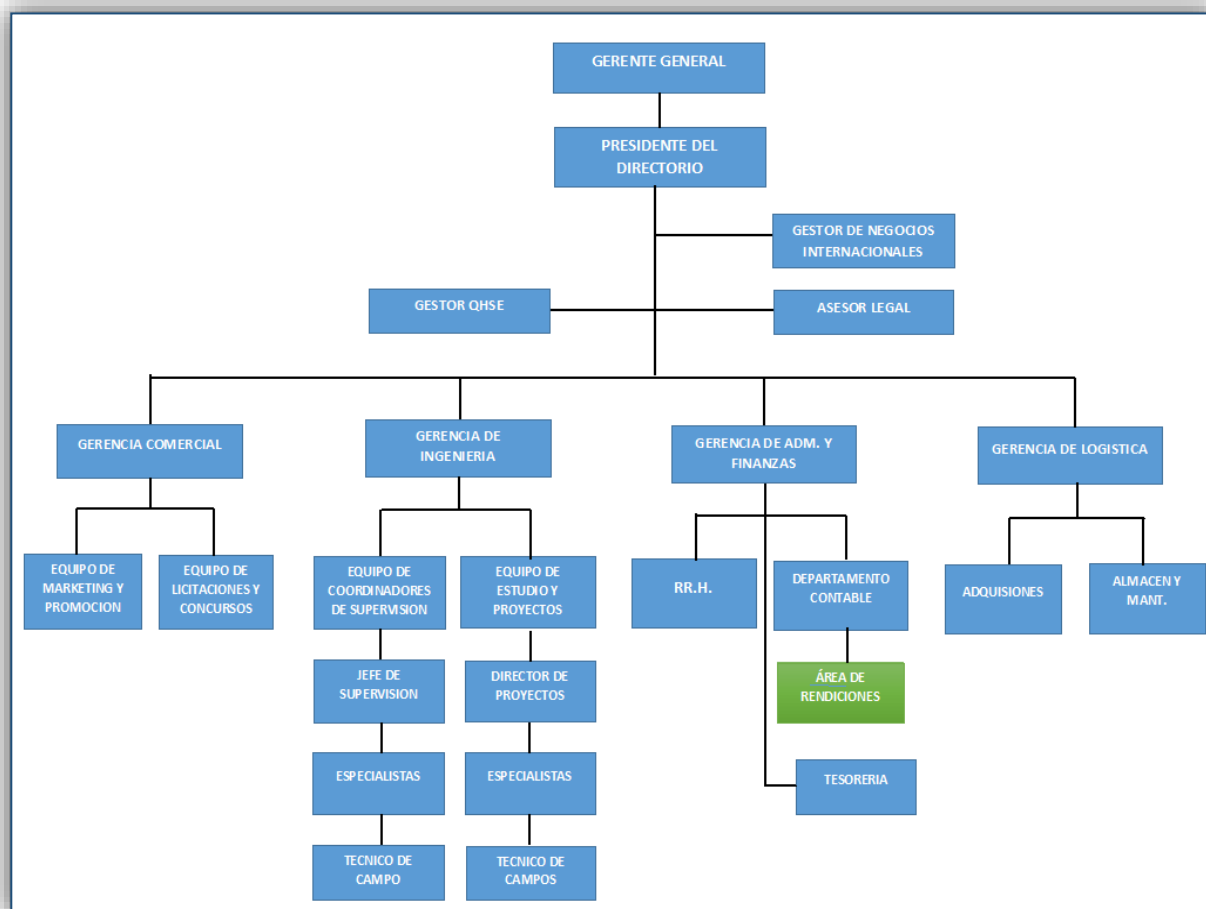 GERENTE GENERAL
PRESIDENTE DEL
DIRECTORIO
GESTOR DE NEGOCIOS
INTERNACIONALES
GESTOR QHSE
ASESOR LEGAL
GERENCIA COMERCIAL
GERENCIA DE
INGENIERIA
GERENCIA DE ADM. Y
FINANZAS
GERENCIA DE LOGISTICA
EQUIPO DE
MARKETING Y
PROMOCION
EQUIPO DE
LICITACIONES Y
CONCURSOS
EQUIPO DE
COORDINADORES
DE SUPERVISION
EQUIPO DE
ESTUDIO Y
PROYECTOS
RR.H.
DEPARTAMENTO
CONTABLE
ADQUISIONES
ALMACEN Y
MANT.
JEFE DE
SUPERVISION
DIRECTOR DE
PROYECTOS
ÁREA DE
RENDICIONES
ESPECIALISTAS
ESPECIALISTAS
TESORERIA
TECNICO DE
CAMPO
TECNICO DE
CAMPOS